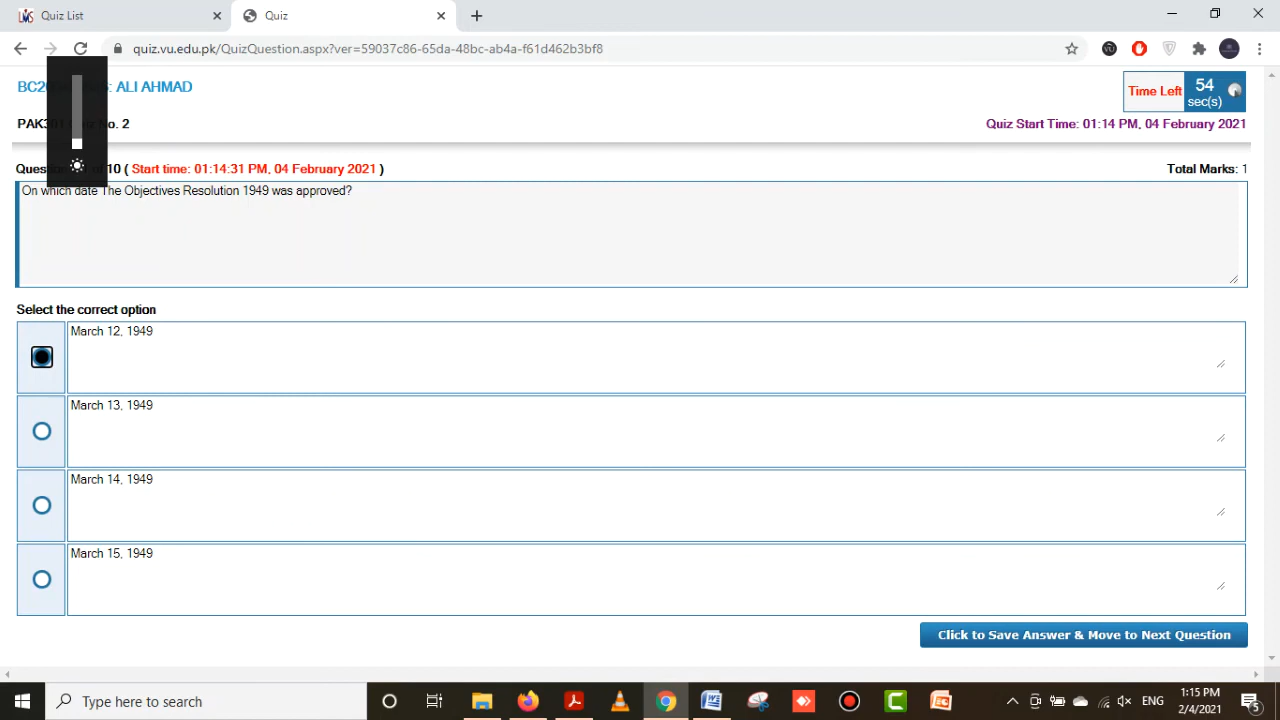 Quiz List
Quiz
quiz.vu.edu.pk/QuizQuestion.aspx?ver=59037c86-65da-48bc-ab4a-f61d462b3bf8
ALI AHMAD
Time Left
54
sec(s)
No. 2
Quiz Start Time: 01:14 PM, 04 February 2021
of 10 ( Start time: 01:14:31 PM, 04 February 2021 )
Total Marks: 1
On which date The Objectives Resolution 1949 was approved?
Select the correct option
March 12, 1949
March 13, 1949
March 14, 1949
March 15, 1949
Click to Save Answer & Move to Next Question
Type here to search
ENG
1:15 PM
2/4/2021
5